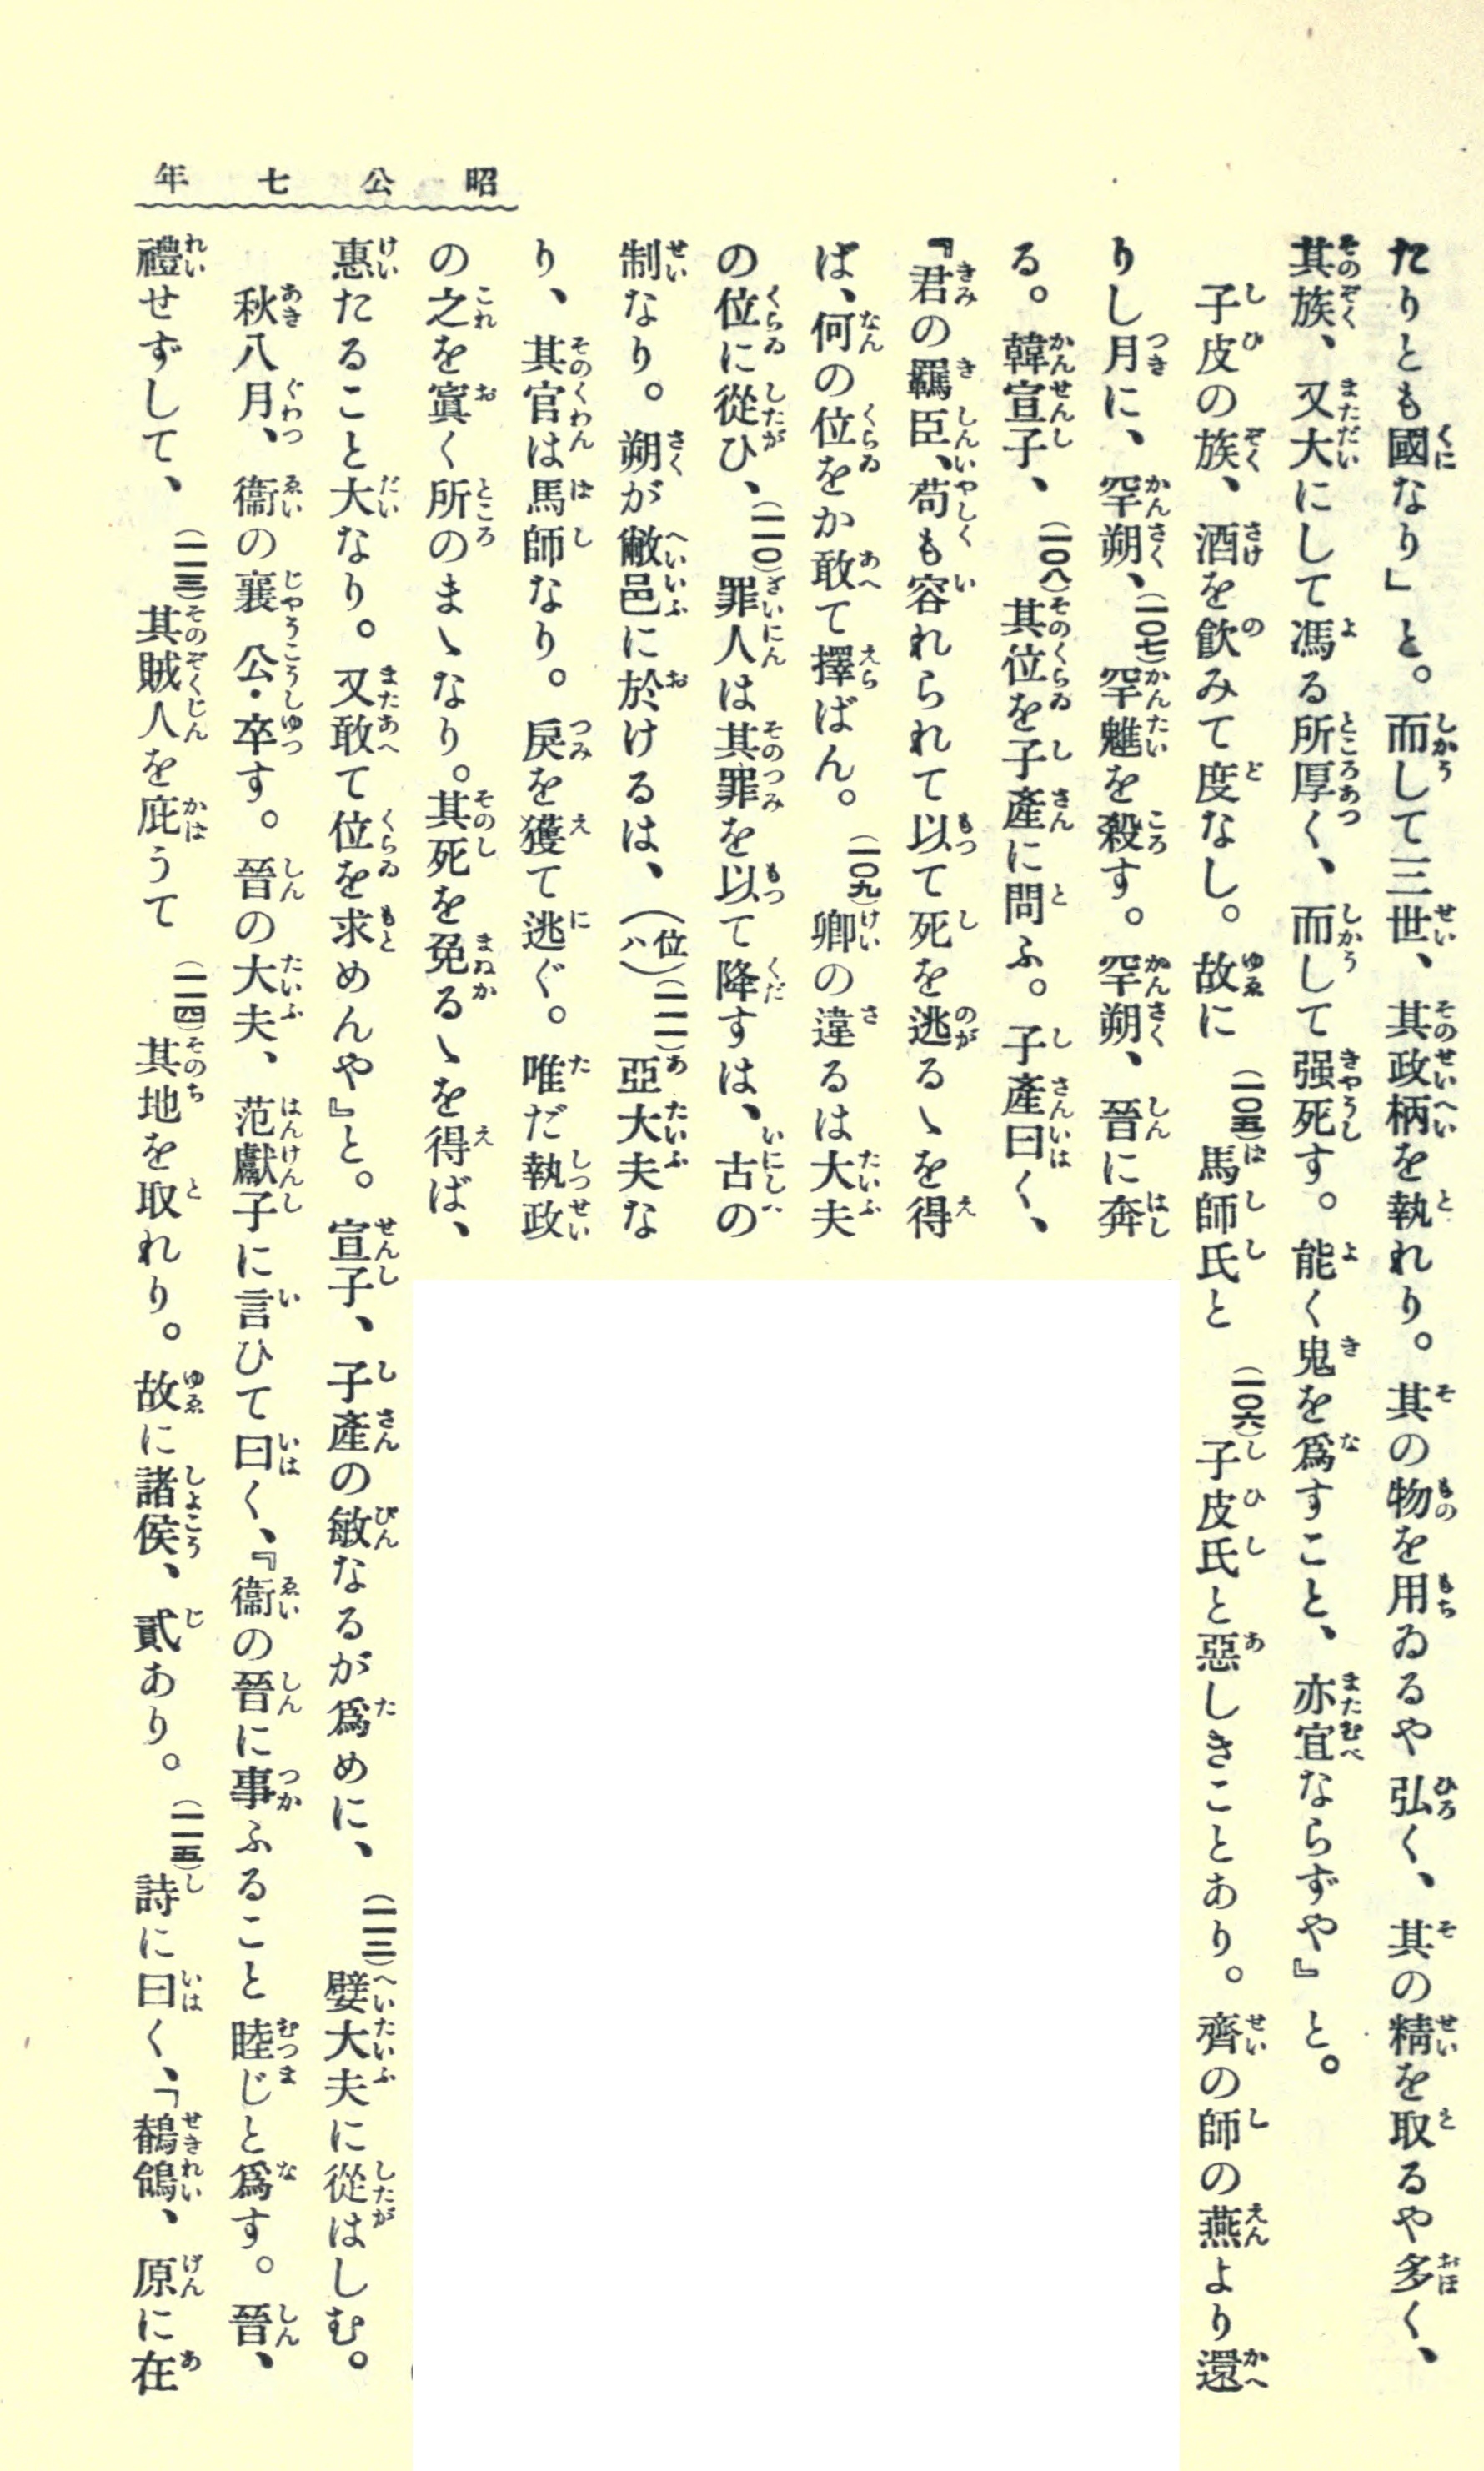 昭公七年
たりとも國なり」と。而して三世、其政柄を執れり。其の物を用ゐるや弘く、其の精を取るや多く、
其族、又大にして馮る所厚く、而して强死す。能く鬼を爲すこと、亦宜ならずや』と。
子皮の族、酒を飮みて度なし。故に(一〇五)馬師氏と(一〇六)子皮氏と惡しきことあり。齊の師の燕より還
りし月に、罕朔、(一〇七)罕魋を殺す。罕朔、晉に奔
る。韓宣子、(一〇八)其位を子產に問ふ。子產曰く、
『君の羈臣、苟も容れられて以て死を逃るゝを得
ば、何の位をか敢て擇ばん。(一〇九)卿の違るは大夫
の位に從ひ、(一一〇)罪人は其罪を以て降すは、古の
制なり。朔が敝邑に於けるは、(位ハ)(一一一)亞大夫な
り、其官は馬師なり。戾を獲て逃ぐ。唯だ執政
の之を寘く所のまゝなり。其死を免るゝを得ば、
惠たること大なり。又敢て位を求めんや』と。宣子、子產の敏なるが爲めに、(一一二)嬖大夫に從はしむ。
秋八月、衞の襄公・卒す。晉の大夫、范獻子に言ひて曰く、『衞の晉に事ふること睦じと爲す。晉、
禮せずして、(一一三)其賊人を庇うて(一一四)其地を取れり。故に諸侯、貳あり。(一一五)詩に曰く、「鶺鴒、原に在